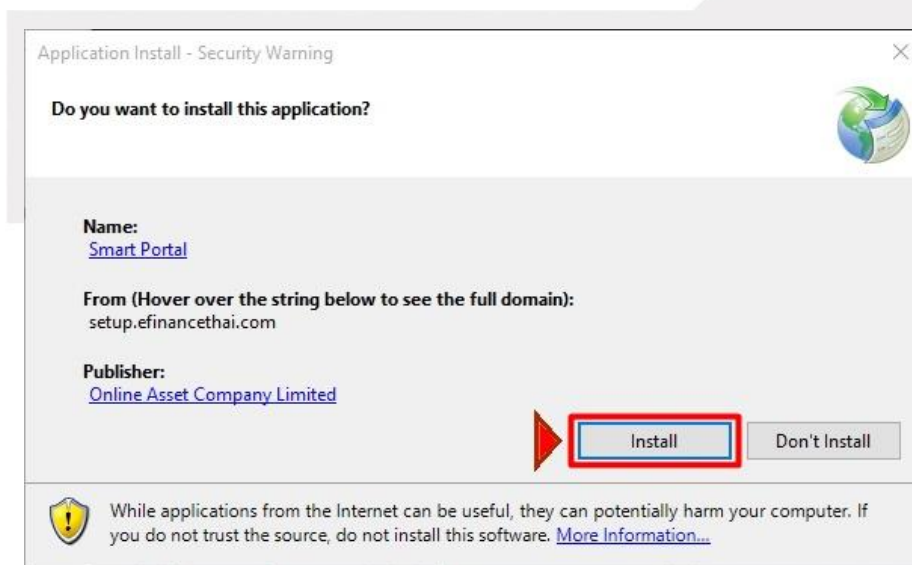 Application Install - Security Warning
Do you want to install this application?
Name:
Smart Portal
From (Hover over the string below to see the full domain):
setup.efinancethai.com
Publisher:
Online Asset Company Limited
Install
Don't Install
While applications from the Internet can be useful, they can potentially harm your computer. If
you do not trust the source, do not install this software. More Information...